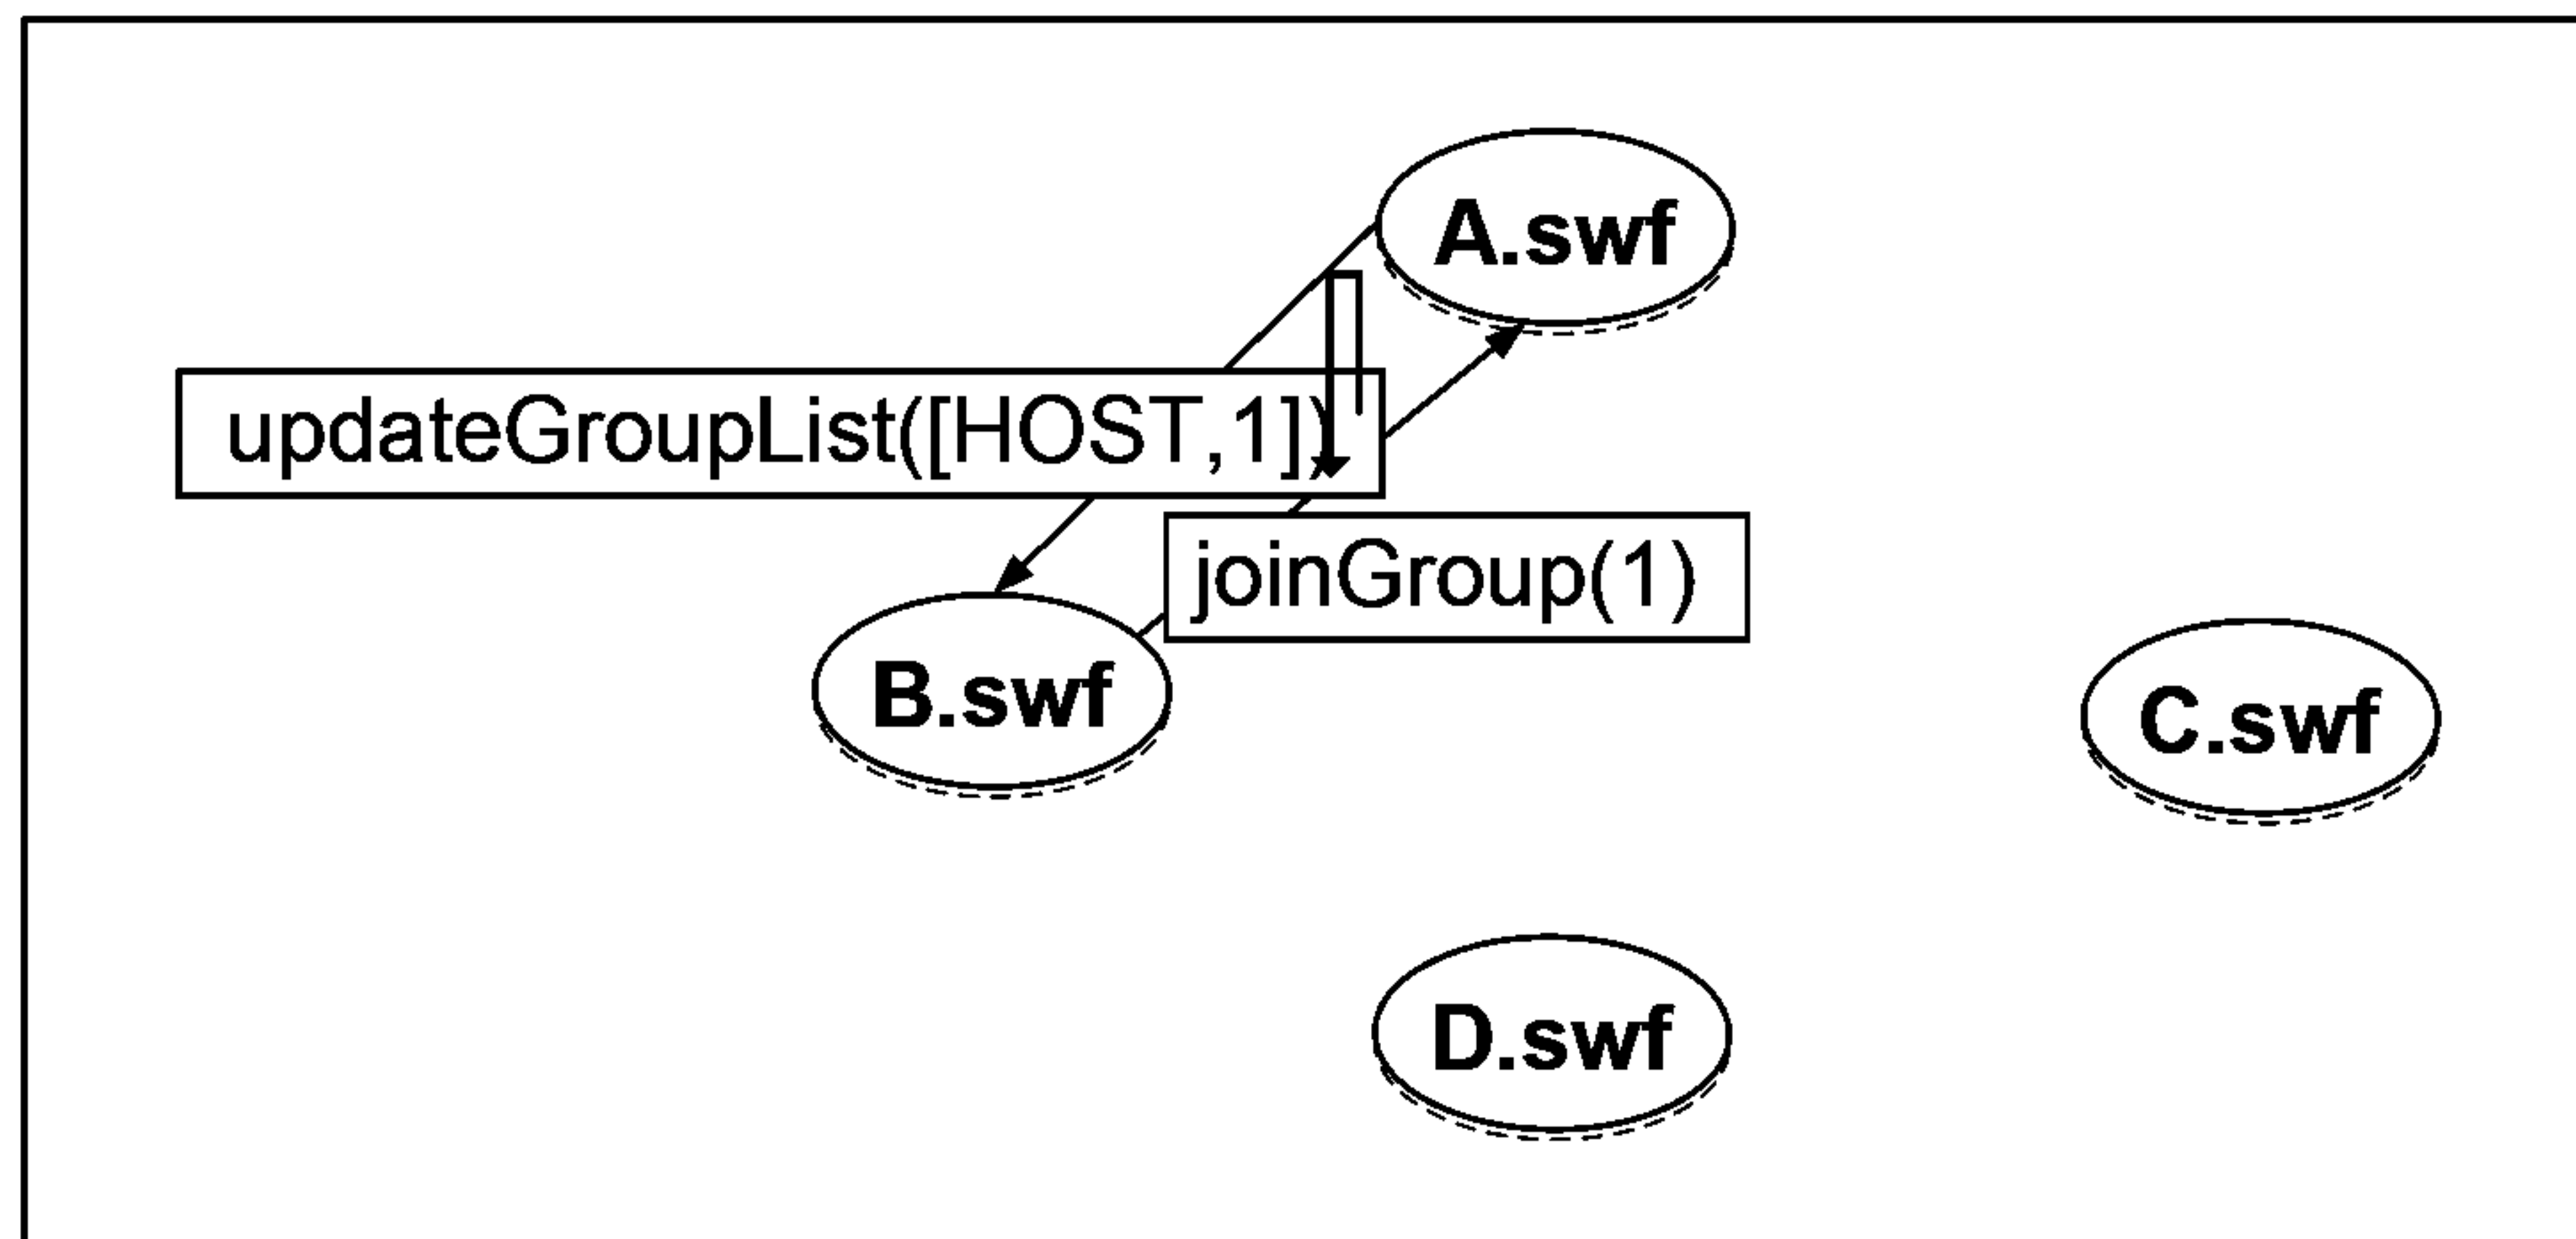 A.swf
updateGroupList([HOST,1])
joinGroup(1)
B.swf
C.swf
D.swf